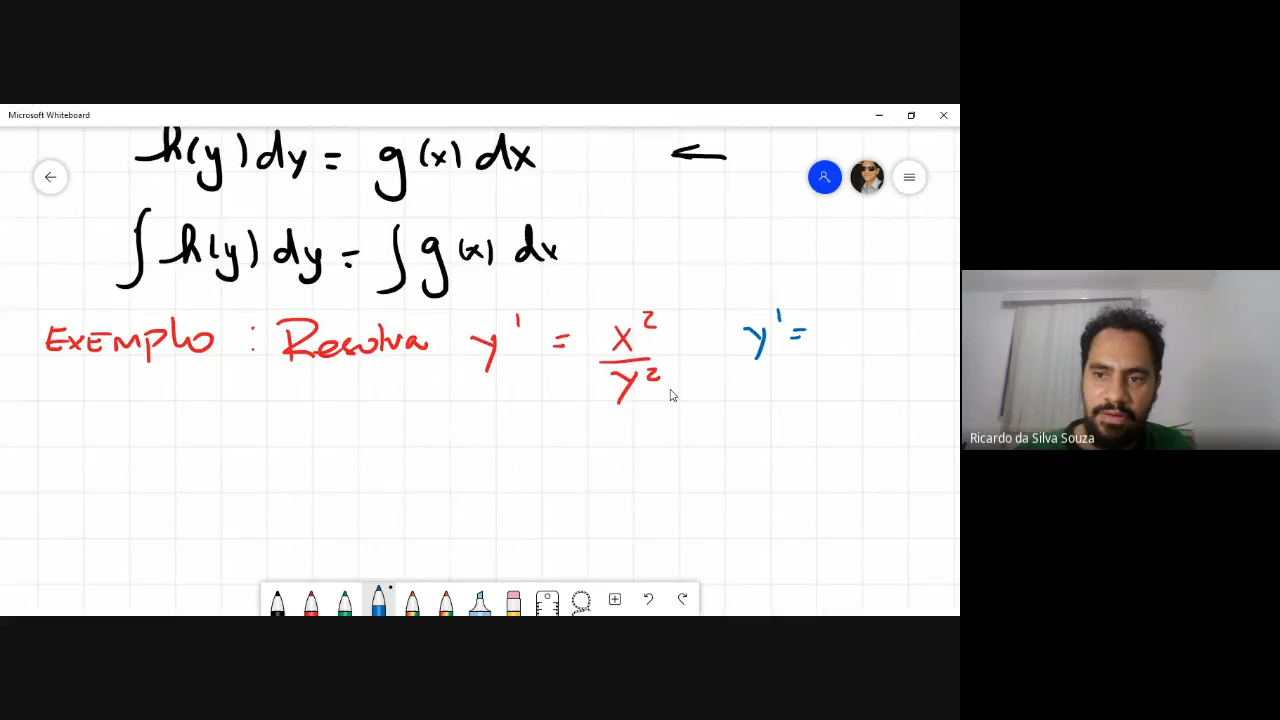 Microsoft Whiteboard
h(y) dy = g(x) dx ←
∫ h(y) dy = ∫ g(x) dx
EXEMPLO : Resolva y' = x²/y² y' =
Ricardo da Silva Souza